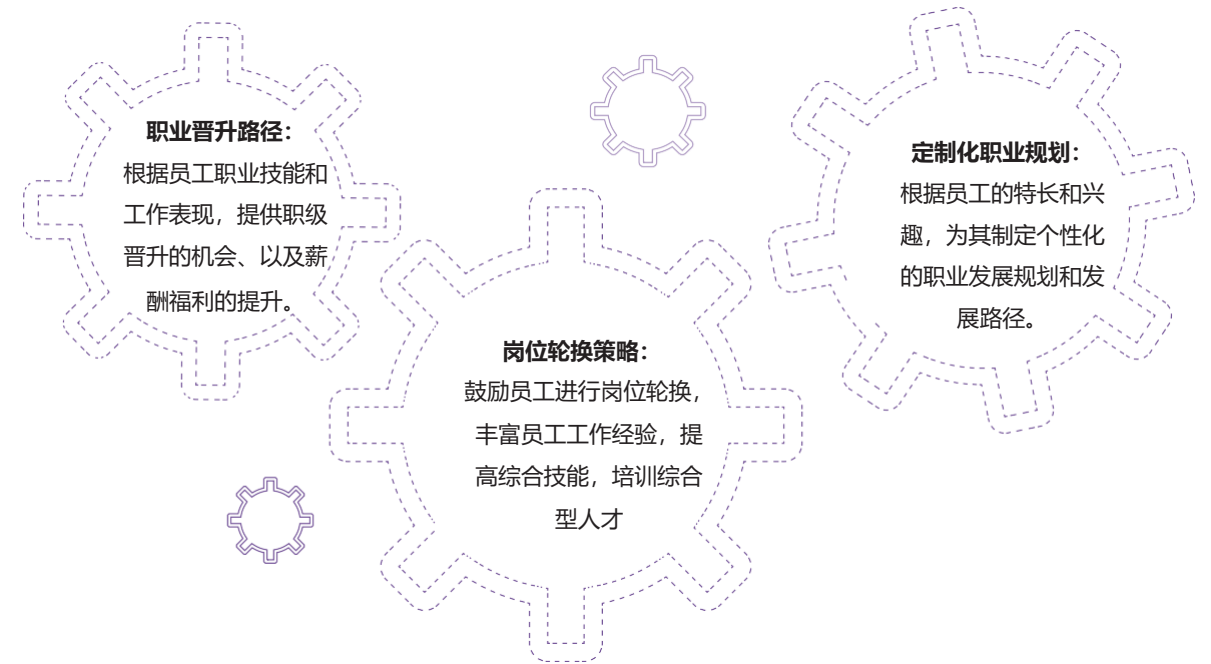 职业晋升路径：
根据员工职业技能和
工作表现，提供职级
晋升的机会、以及薪
酬福利的提升。
岗位轮换策略：
鼓励员工进行岗位轮换，
丰富员工工作经验，提
高综合技能，培训综合
型人才
定制化职业规划：
根据员工的特长和兴
趣，为其制定个性化
的职业发展规划和发
展路径。